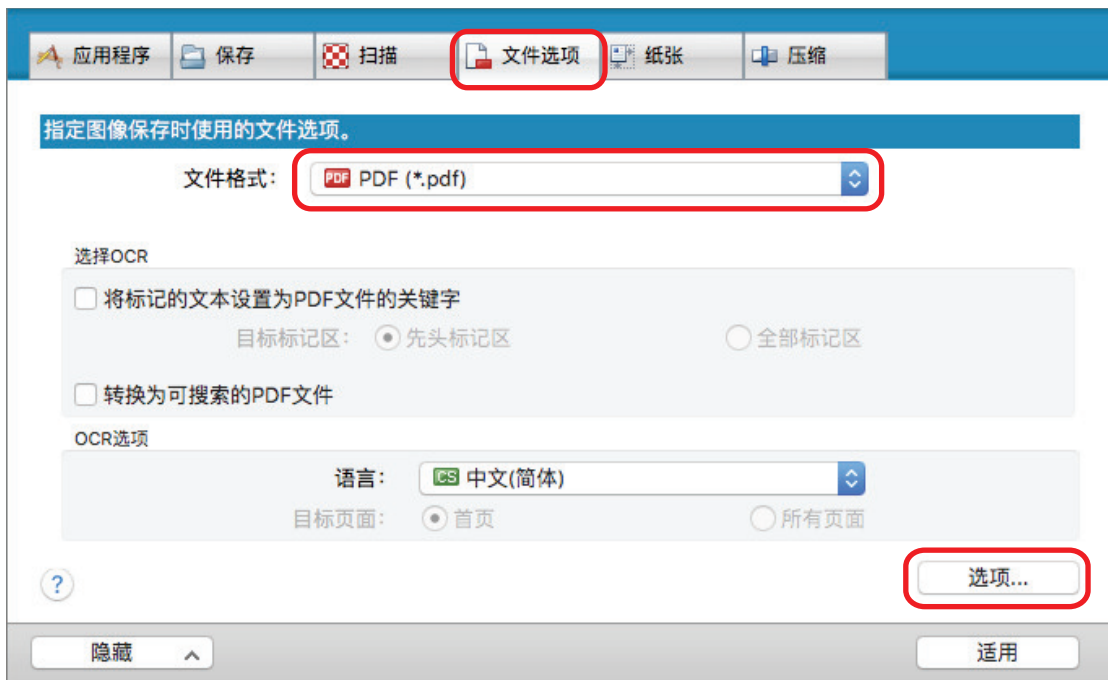 应用程序 保存 扫描 文件选项 纸张 压缩
指定图像保存时使用的文件选项。
文件格式： PDF PDF (*.pdf)
选择OCR
将标记的文本设置为PDF文件的关键字
目标标记区： 先头标记区 全部标记区
转换为可搜索的PDF文件
OCR选项
语言： CS 中文(简体)
目标页面： 首页 所有页面
? 选项...
隐藏 适用